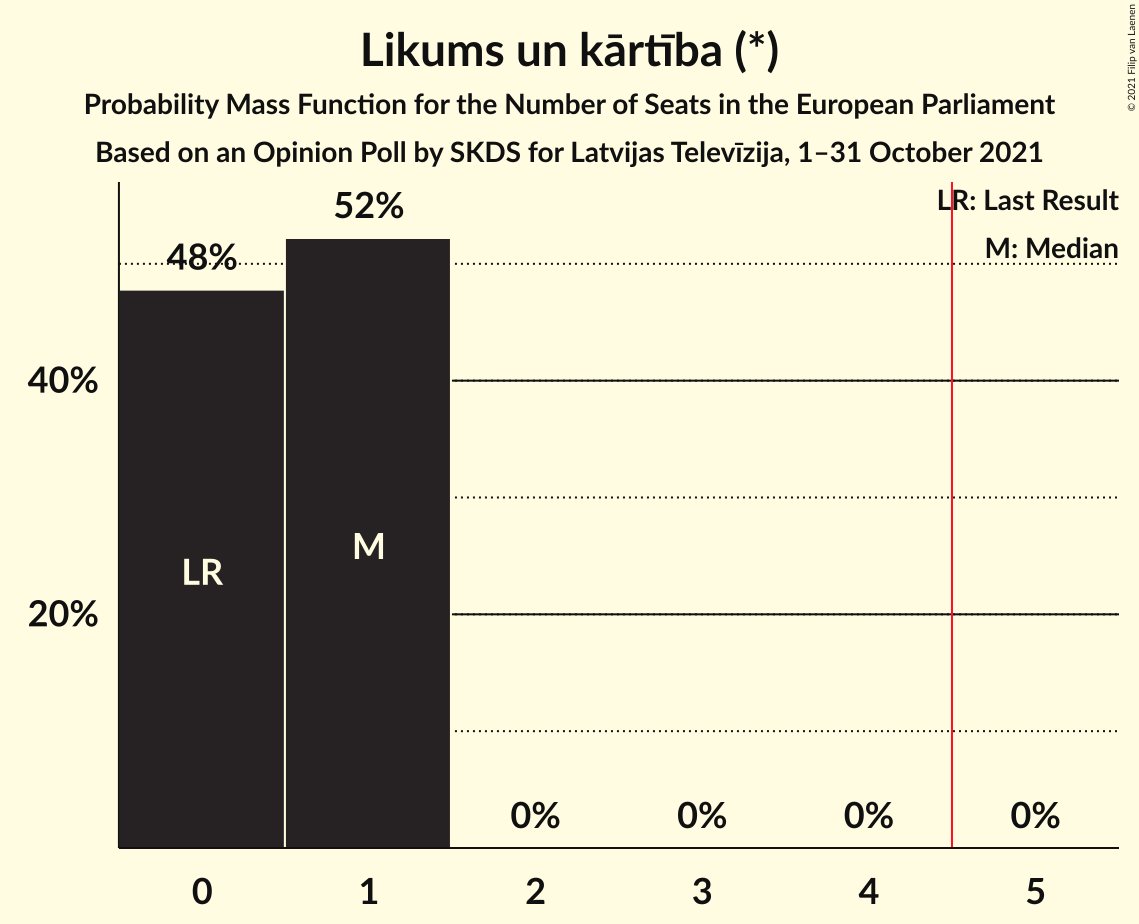 Likums un kārtība (*)
Probability Mass Function for the Number of Seats in the European Parliament
Based on an Opinion Poll by SKDS for Latvijas Televīzija, 1–31 October 2021
© 2021 Filip van Laenen
LR: Last Result
M: Median
52%
48%
40%
20%
LR
M
0%
0%
0%
0%
0
1
2
3
4
5